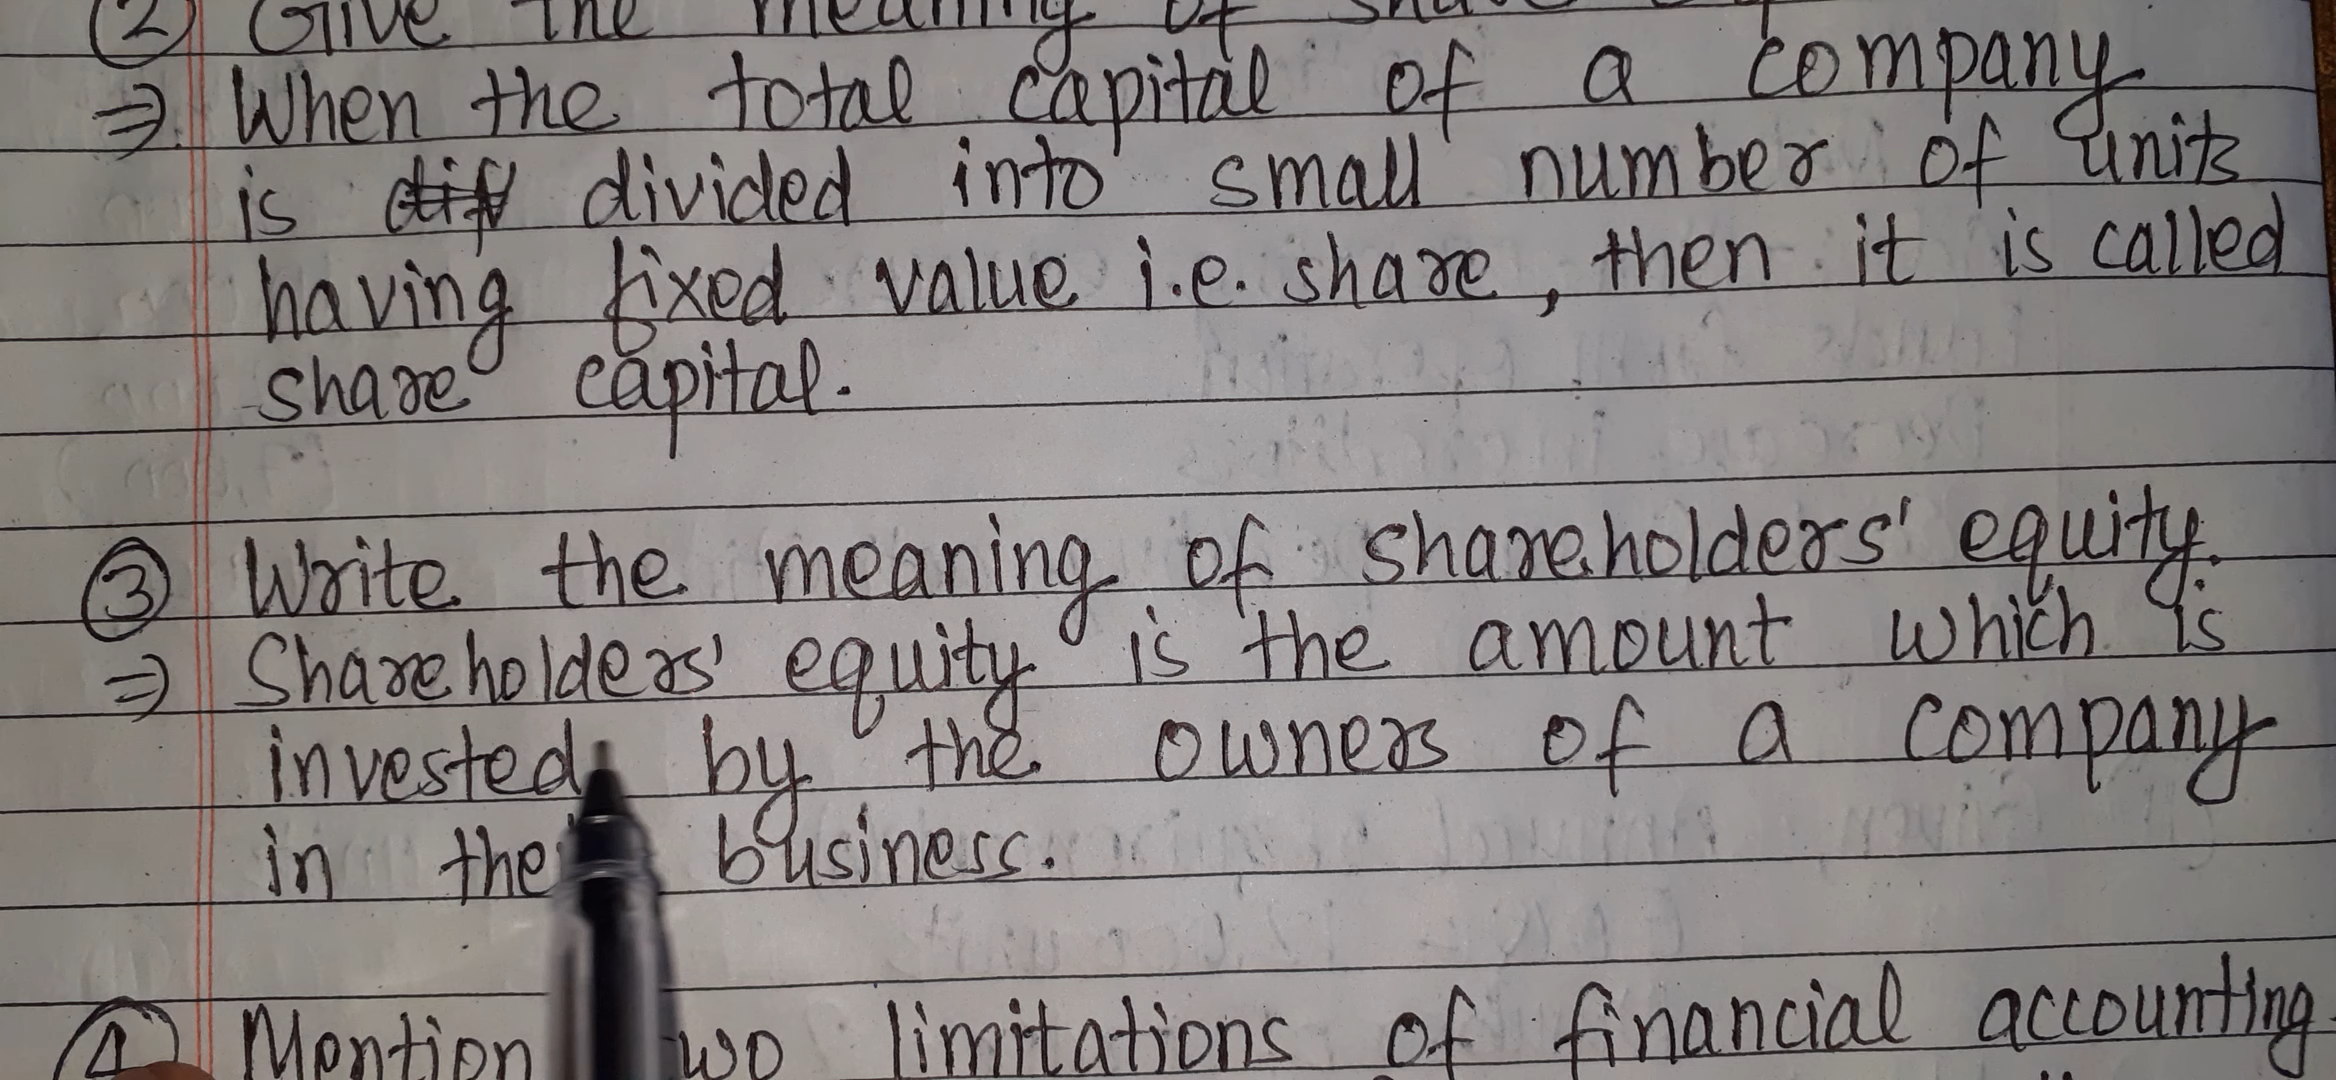 ② Give the meaning of
⇒ When the total capital of a company
is divided into small number of units
having fixed value i.e. share, then it is called
share capital.
③ Write the meaning of shareholders' equity.
⇒ Shareholders' equity is the amount which is
invested by the owners of a company
in the business.
④ Mention two limitations of financial accounting.